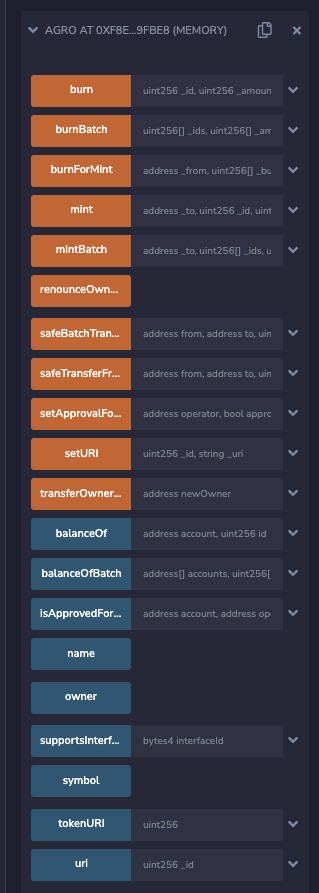 AGRO AT 0XF8E...9FBE8 (MEMORY)
burn uint256 _id, uint256 _amoun
burnBatch uint256[] _ids, uint256[] _am
burnForMint address _from, uint256[] _bu
mint address _to, uint256 _id, uint
mintBatch address _to, uint256[] _ids, u
renounceOwn...
safeBatchTran... address from, address to, uin
safeTransferFr... address from, address to, uin
setApprovalFo... address operator, bool appro
setURI uint256 _id, string _uri
transferOwner... address newOwner
balanceOf address account, uint256 id
balanceOfBatch address[] accounts, uint256[
isApprovedFor... address account, address op
name
owner
supportsInterf... bytes4 interfaceId
symbol
tokenURI uint256
uri uint256 _id